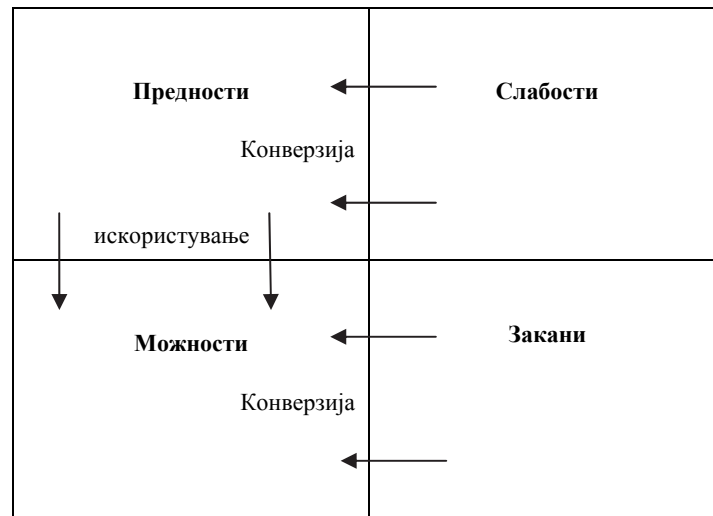 Предности
Слабости
Конверзија
искористување
Можности
Закани
Конверзија